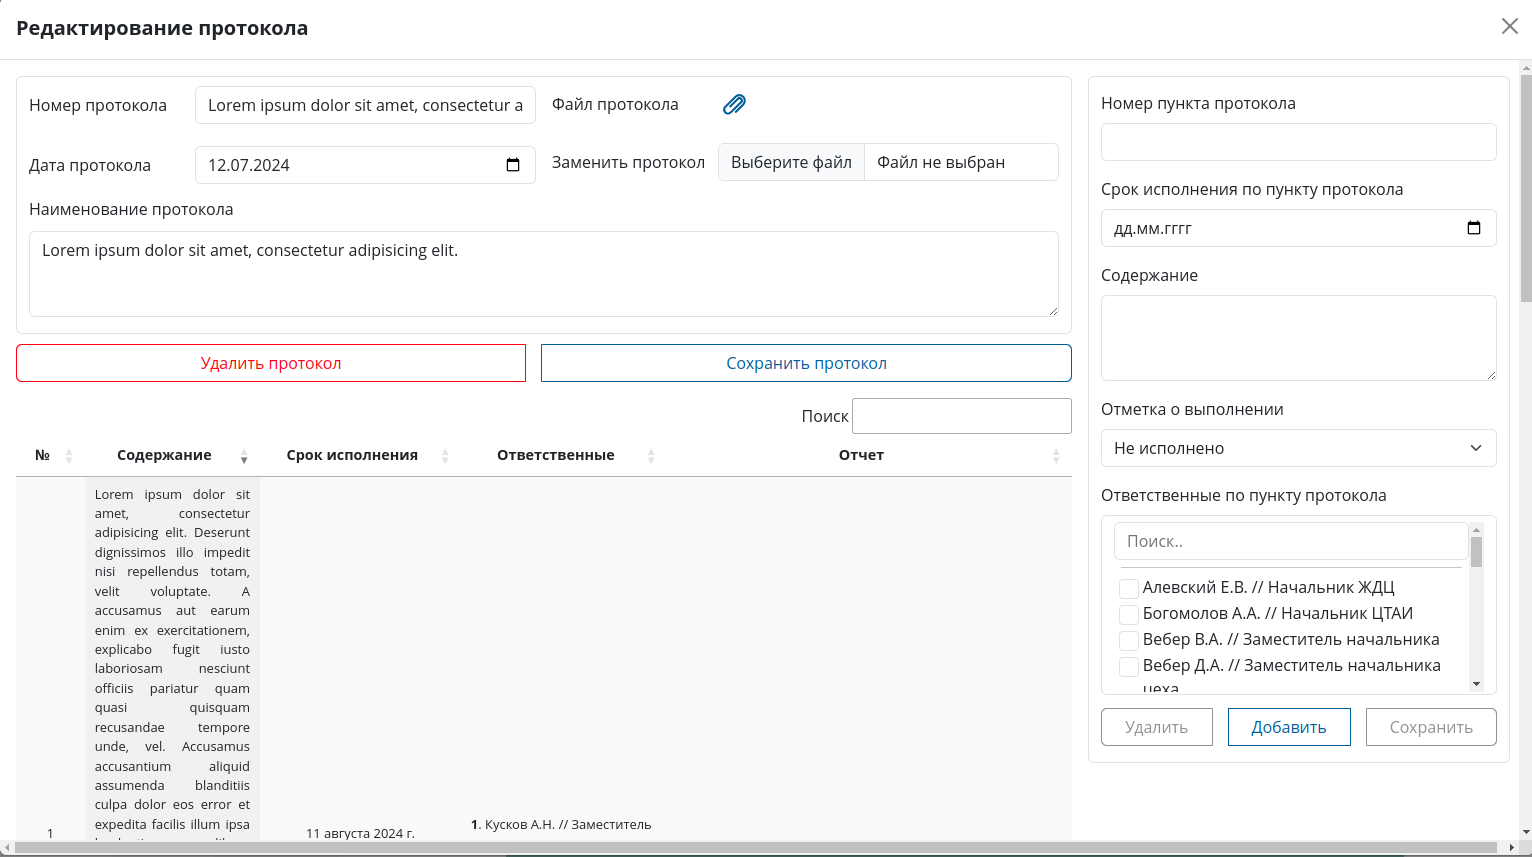 Редактирование протокола
Номер протокола
Lorem ipsum dolor sit amet, consectetur a
Файл протокола
Дата протокола
12.07.2024
Заменить протокол
Выберите файл
Файл не выбран
Наименование протокола
Lorem ipsum dolor sit amet, consectetur adipisicing elit.
Удалить протокол
Сохранить протокол
Поиск
№ Содержание Срок исполнения Ответственные Отчет
Lorem ipsum dolor sit
amet, consectetur
adipisicing elit. Deserunt
dignissimos illo impedit
nisi repellendus totam,
velit voluptate. A
accusamus aut earum
enim ex exercitationem,
explicabo fugit iusto
laboriosam nesciunt
officiis pariatur quam
quasi quisquam
recusandae tempore
unde, vel. Accusamus
accusantium aliquid
assumenda blanditiis
culpa dolor eos error et
expedita facilis illum ipsa
1
11 августа 2024 г.
1. Кусков А.Н. // Заместитель
Номер пункта протокола
Срок исполнения по пункту протокола
дд.мм.гггг
Содержание
Отметка о выполнении
Не исполнено
Ответственные по пункту протокола
Поиск..
Алевский Е.В. // Начальник ЖДЦ
Богомолов А.А. // Начальник ЦТАИ
Вебер В.А. // Заместитель начальника
Вебер Д.А. // Заместитель начальника
цеха
Удалить
Добавить
Сохранить